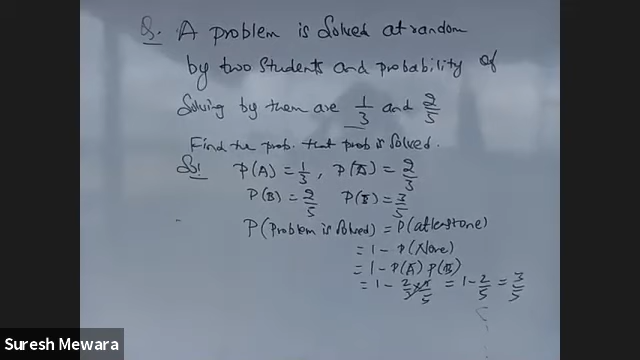 Q. A problem is solved at random
by two students and probability of
solving by them are 1/3 and 2/5
Find the prob. that prob is solved.
Sol P(A) = 1/3, P(A̅) = 2/3
P(B) = 2/5 P(B̅) = 3/5
P(Problem is solved) = P(atleast one)
= 1 - P(None)
= 1 - P(A̅) P(B̅)
= 1 - 2/3 × 3/5 = 1 - 2/5 = 3/5
Suresh Mewara